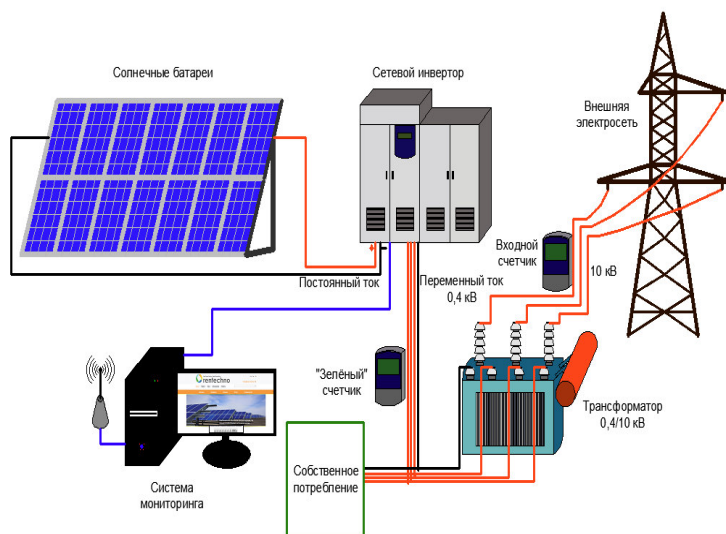 Солнечные батареи
Сетевой инвертор
Внешняя
электросеть
Входной
счетчик
10 кВ
Постоянный ток
Переменный ток
0,4 кВ
"Зелёный"
счетчик
rentechno
Трансформатор
0,4/10 кВ
Собственное
потребление
Система
мониторинга